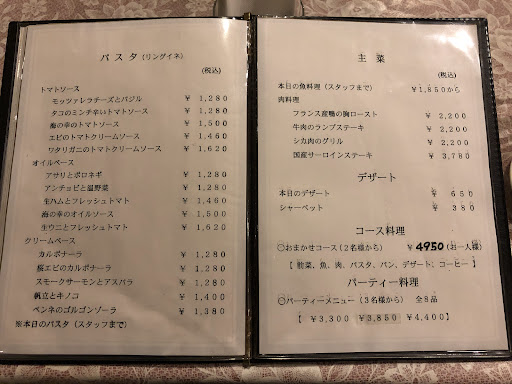 パスタ(リングイネ)
(税込)
トマトソース
モッツァレラチーズとバジル ¥ 1,280
タコのミンチ辛いトマトソース ¥ 1,280
海の幸のトマトソース ¥ 1,500
エビのトマトクリームソース ¥ 1,460
ワタリガニのトマトクリームソース ¥ 1,620
オイルベース
アサリとポロネギ ¥ 1,280
アンチョビと温野菜 ¥ 1,280
生ハムとフレッシュトマト ¥ 1,460
海の幸のオイルソース ¥ 1,500
生ウニとフレッシュトマト ¥ 1,620
クリームベース
カルボナーラ ¥ 1,280
桜エビのカルボナーラ ¥ 1,280
スモークサーモンとアスパラ ¥ 1,280
帆立とキノコ ¥ 1,400
ペンネのゴルゴンゾーラ ¥ 1,380
※本日のパスタ(スタッフまで)
主菜
(税込)
本日の魚料理(スタッフまで) ¥1,850から
肉料理
フランス産鴨の胸ロースト ¥ 2,200
牛肉のランプステーキ ¥ 2,200
シカ肉のグリル ¥ 2,200
国産サーロインステーキ ¥ 3,780
デザート
本日のデザート ¥ 650
シャーベット ¥ 380
コース料理
○おまかせコース(2名様から) ¥4950(お一人様)
【前菜、魚、肉、パスタ、パン、デザート、コーヒー】
パーティー料理
○パーティーメニュー(3名様から) 全8品
【 ¥3,300 ¥3,850 ¥4,400】